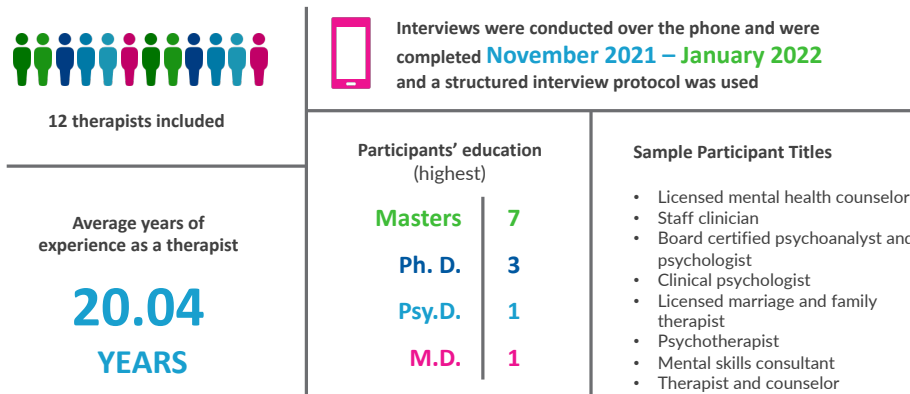 12 therapists included
Interviews were conducted over the phone and were
completed November 2021 – January 2022
and a structured interview protocol was used
Average years of
experience as a therapist
20.04
YEARS
Participants’ education
(highest)
Masters 7
Ph. D. 3
Psy.D. 1
M.D. 1
Sample Participant Titles
• Licensed mental health counselor
• Staff clinician
• Board certified psychoanalyst and
psychologist
• Clinical psychologist
• Licensed marriage and family
therapist
• Psychotherapist
• Mental skills consultant
• Therapist and counselor